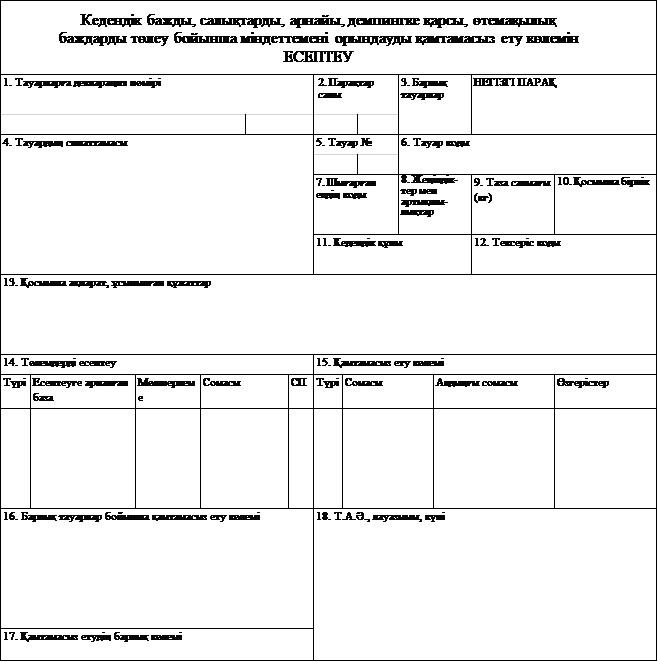 Кедендік бажды, салықтарды, арнайы, демпингке қарсы, өтемақылық
баждарды төлеу бойынша міндеттемені орындауды қамтамасыз ету көлемін
ЕСЕПТЕУ
1. Тауарларға декларация нөмірі
2. Парақтар
саны
3. Барлық
тауарлар
НЕГІЗГІ ПАРАҚ
4. Тауардың сипаттамасы
5. Тауар №
6. Тауар коды
7. Шығарған
елдің коды
8. Жеңілдік-
тер мен
артықшы-
лықтар
9. Таза салмағы
(кг)
10. Қосымша бірлік
11. Кедендік құны
12. Тексеріс коды
13. Қосымша ақпарат, ұсынылған құжаттар
14. Төлемдерді есептеу
15. Қамтамасыз ету көлемі
Түрі
Есептеуге арналған
база
Мөлшерлем
е
Сомасы
СП
Түрі
Сомасы
Алдыңғы сомасы
Өзгерістер
16. Барлық тауарлар бойынша қамтамасыз ету көлемі
18. Т.А.Ә., лауазымы, күні
17. Қамтамасыз етудің барлық көлемі